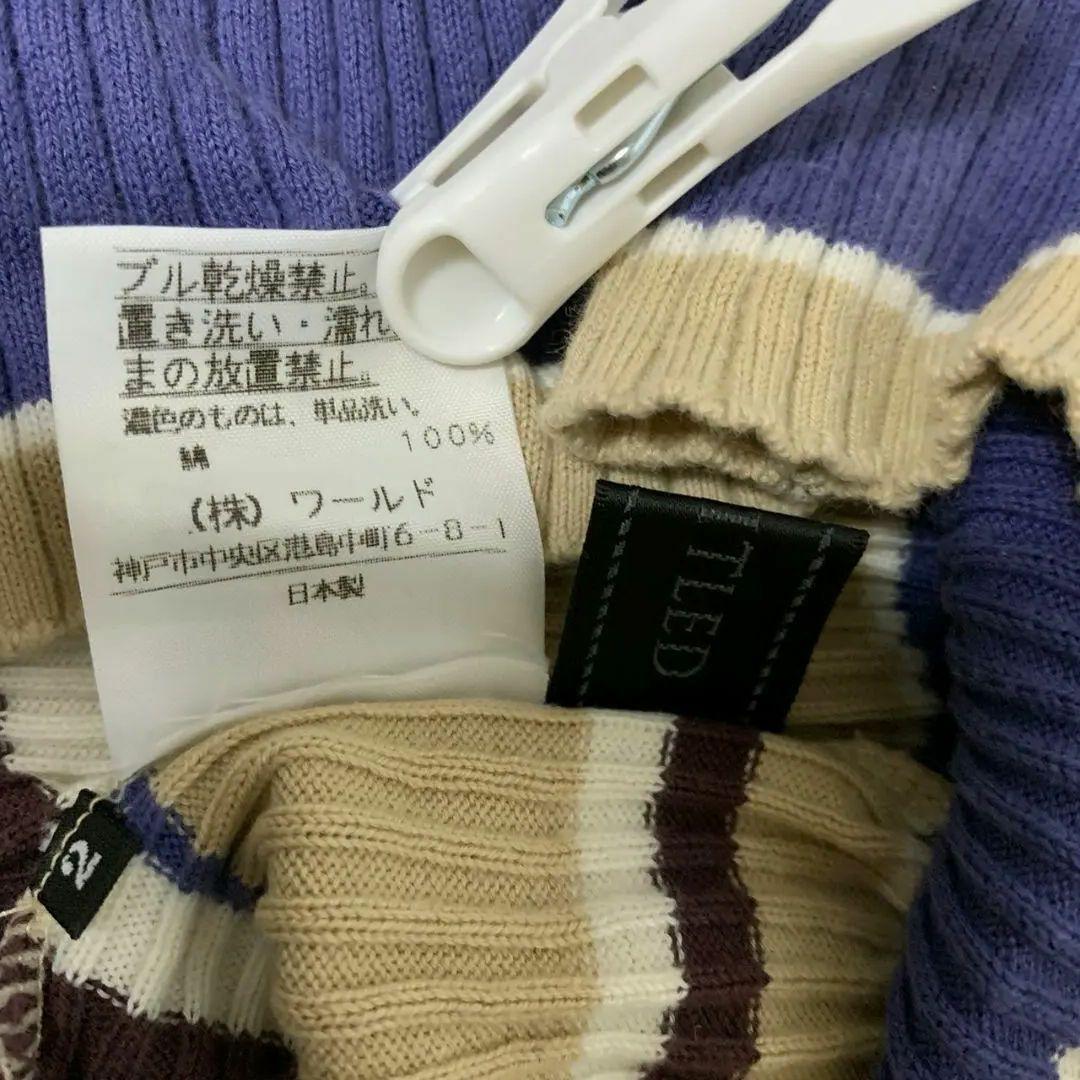 ブル乾燥禁止。
置き洗い・濡れ
まの放置禁止。
濃色のものは、単品洗い。
綿 100%
(株) ワールド
神戸市中央区港島中町6-8-1
日本製
TLED
2